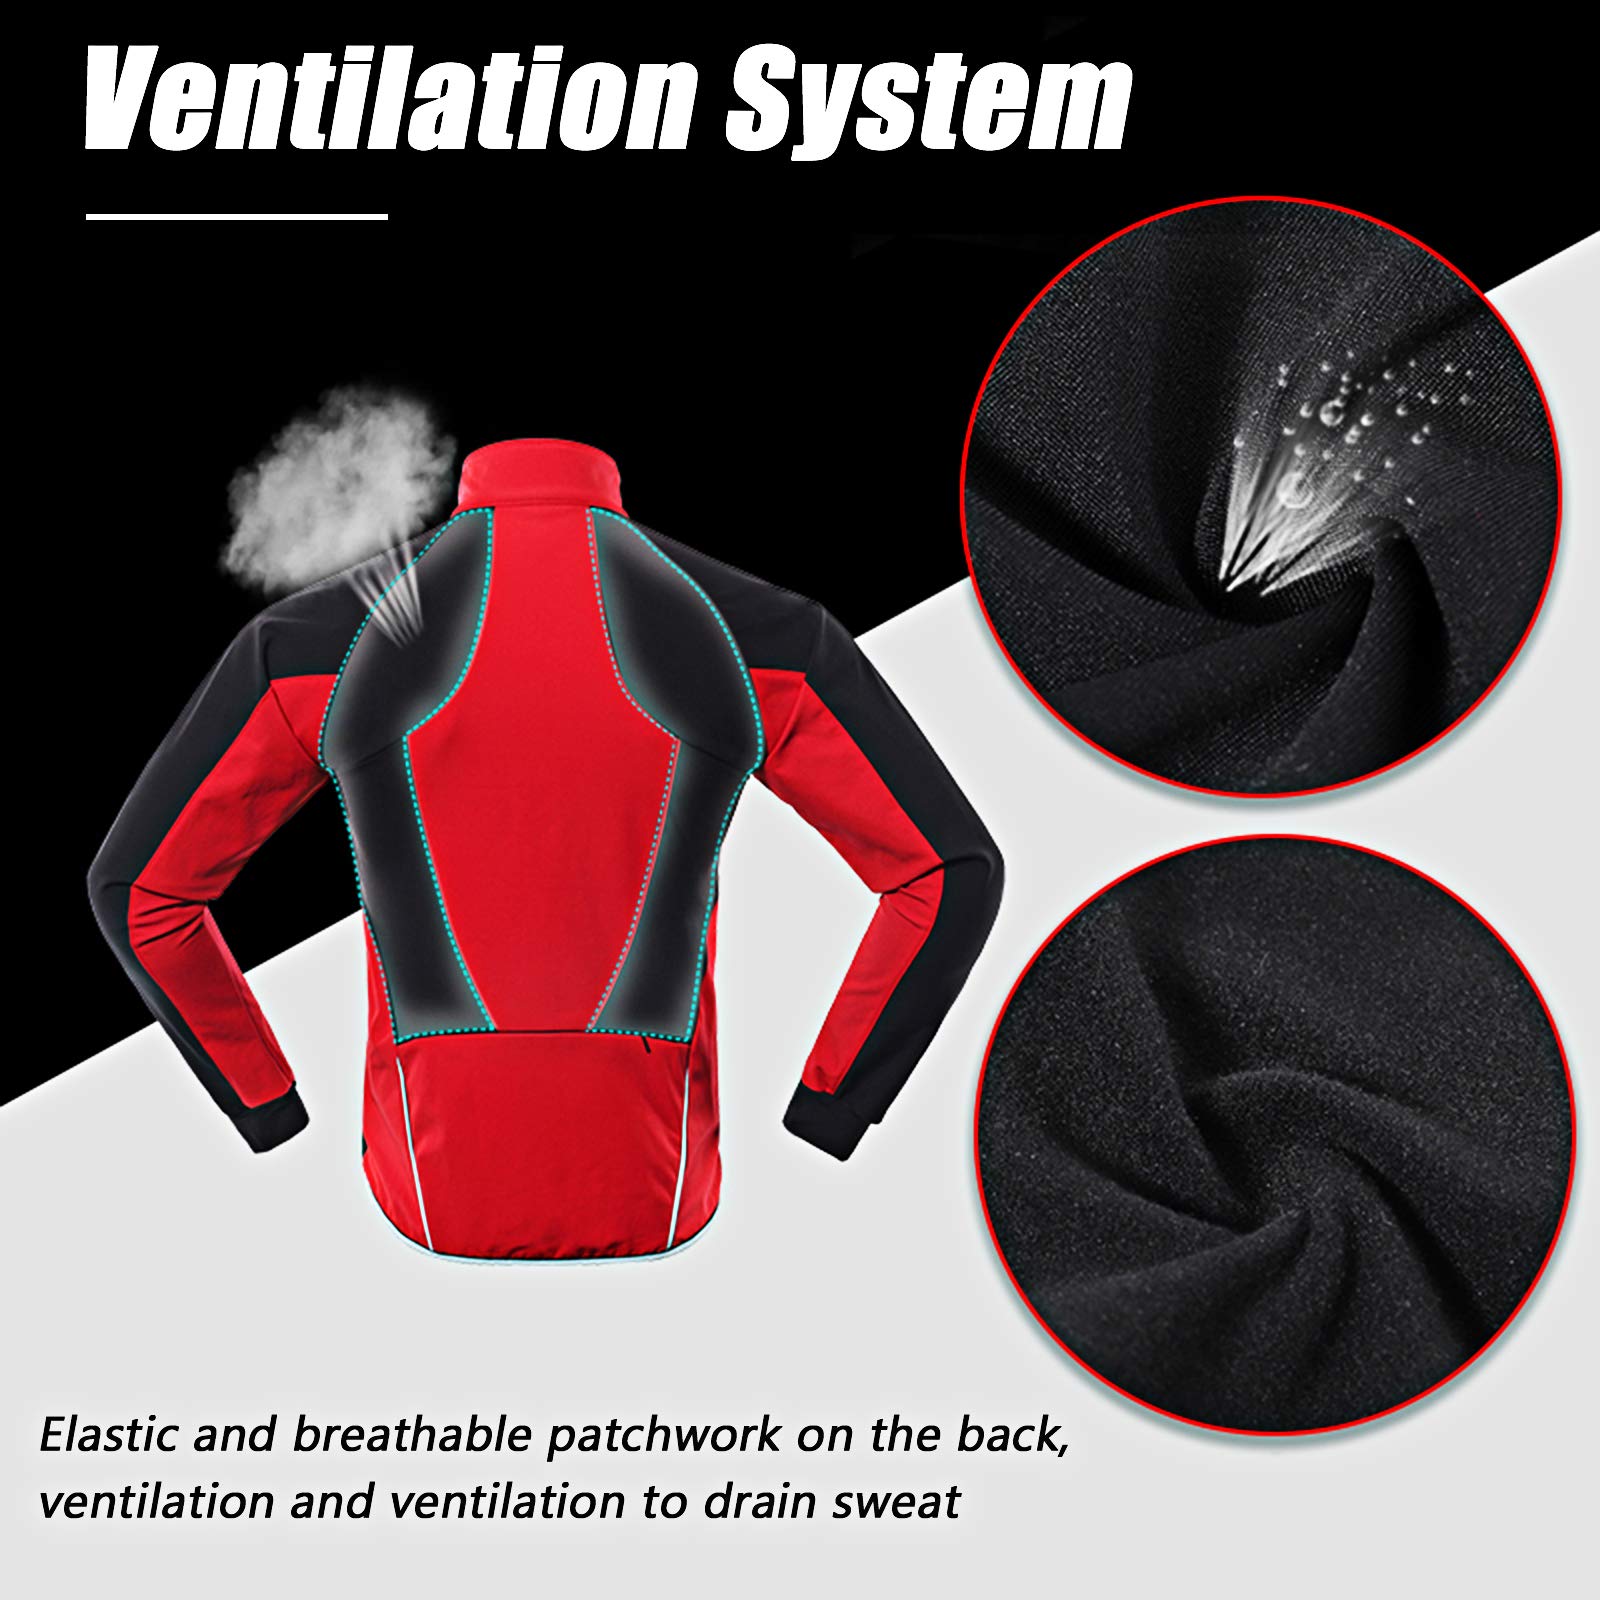 Ventilation System
Elastic and breathable patchwork on the back,
ventilation and ventilation to drain sweat